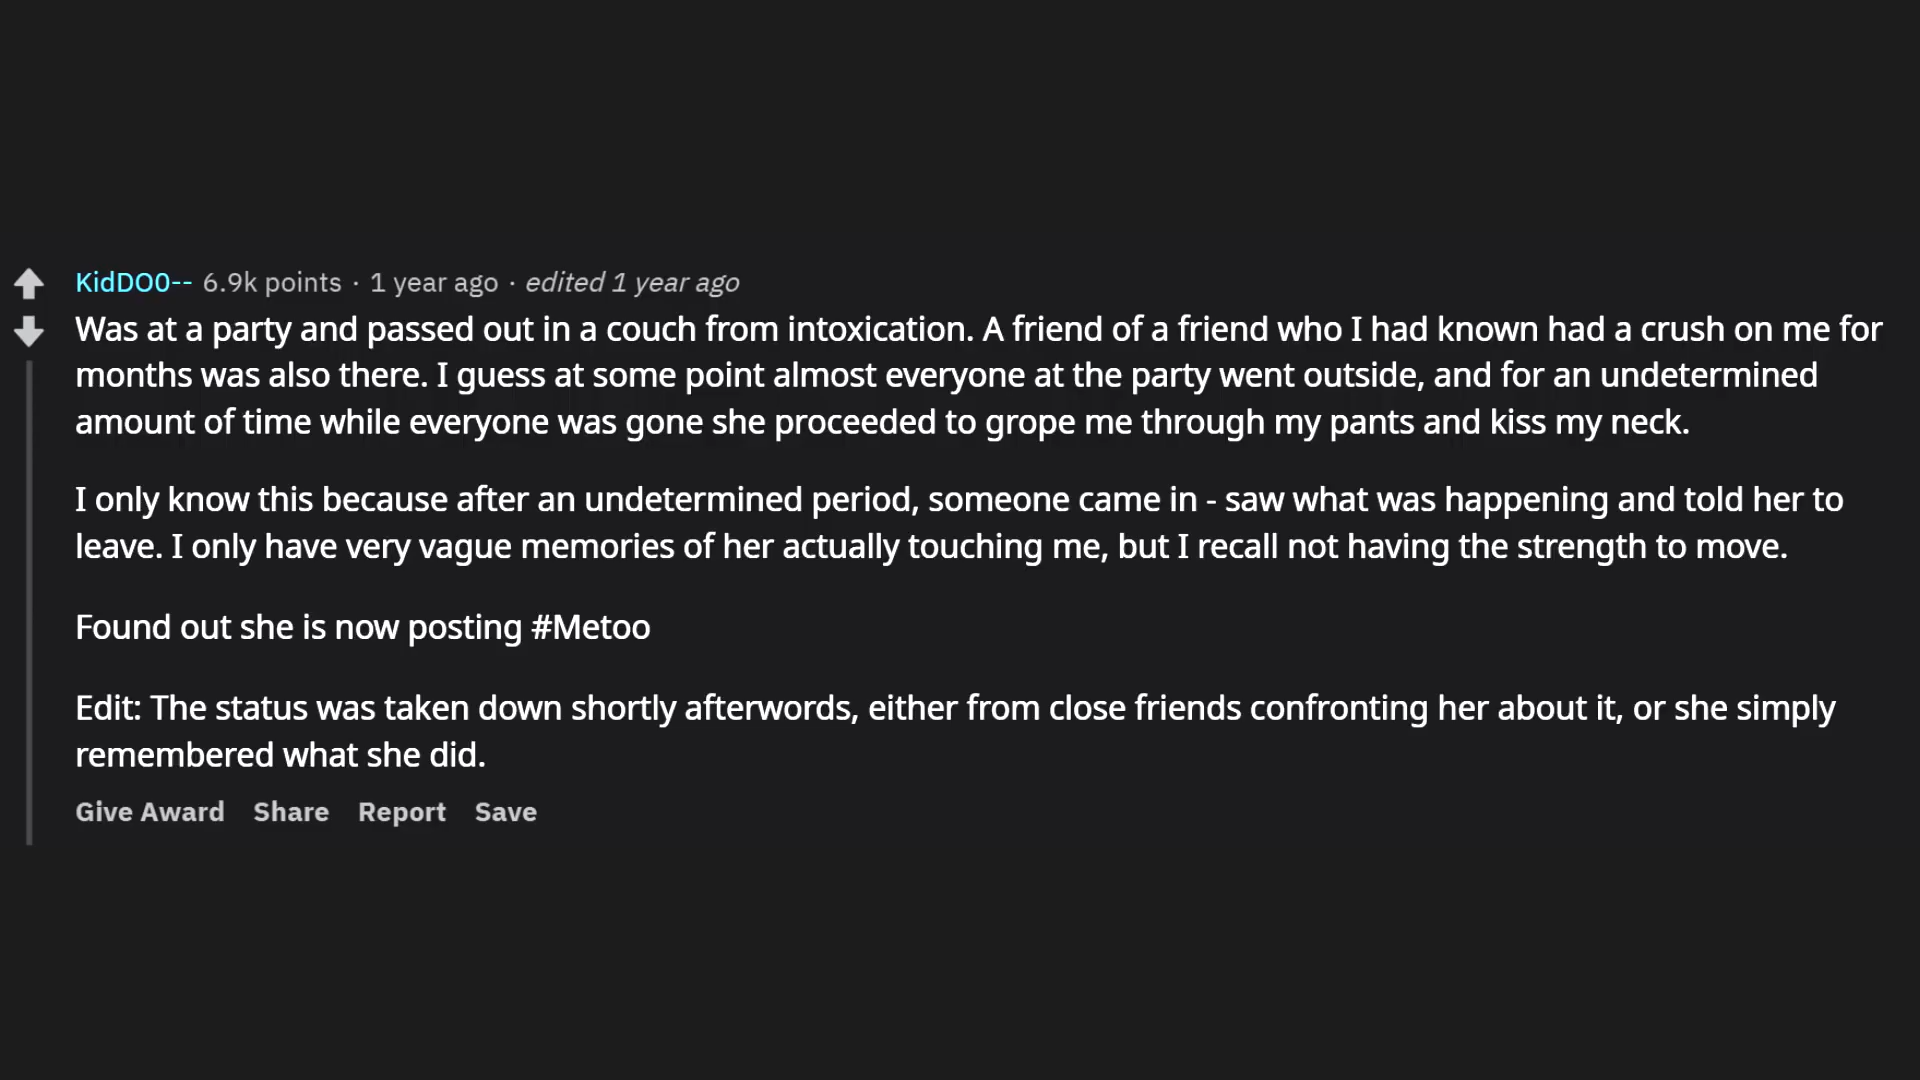 KidDO0-- 6.9k points · 1 year ago · edited 1 year ago
Was at a party and passed out in a couch from intoxication. A friend of a friend who I had known had a crush on me for
months was also there. I guess at some point almost everyone at the party went outside, and for an undetermined
amount of time while everyone was gone she proceeded to grope me through my pants and kiss my neck.
I only know this because after an undetermined period, someone came in - saw what was happening and told her to
leave. I only have very vague memories of her actually touching me, but I recall not having the strength to move.
Found out she is now posting #Metoo
Edit: The status was taken down shortly afterwords, either from close friends confronting her about it, or she simply
remembered what she did.
Give Award Share Report Save